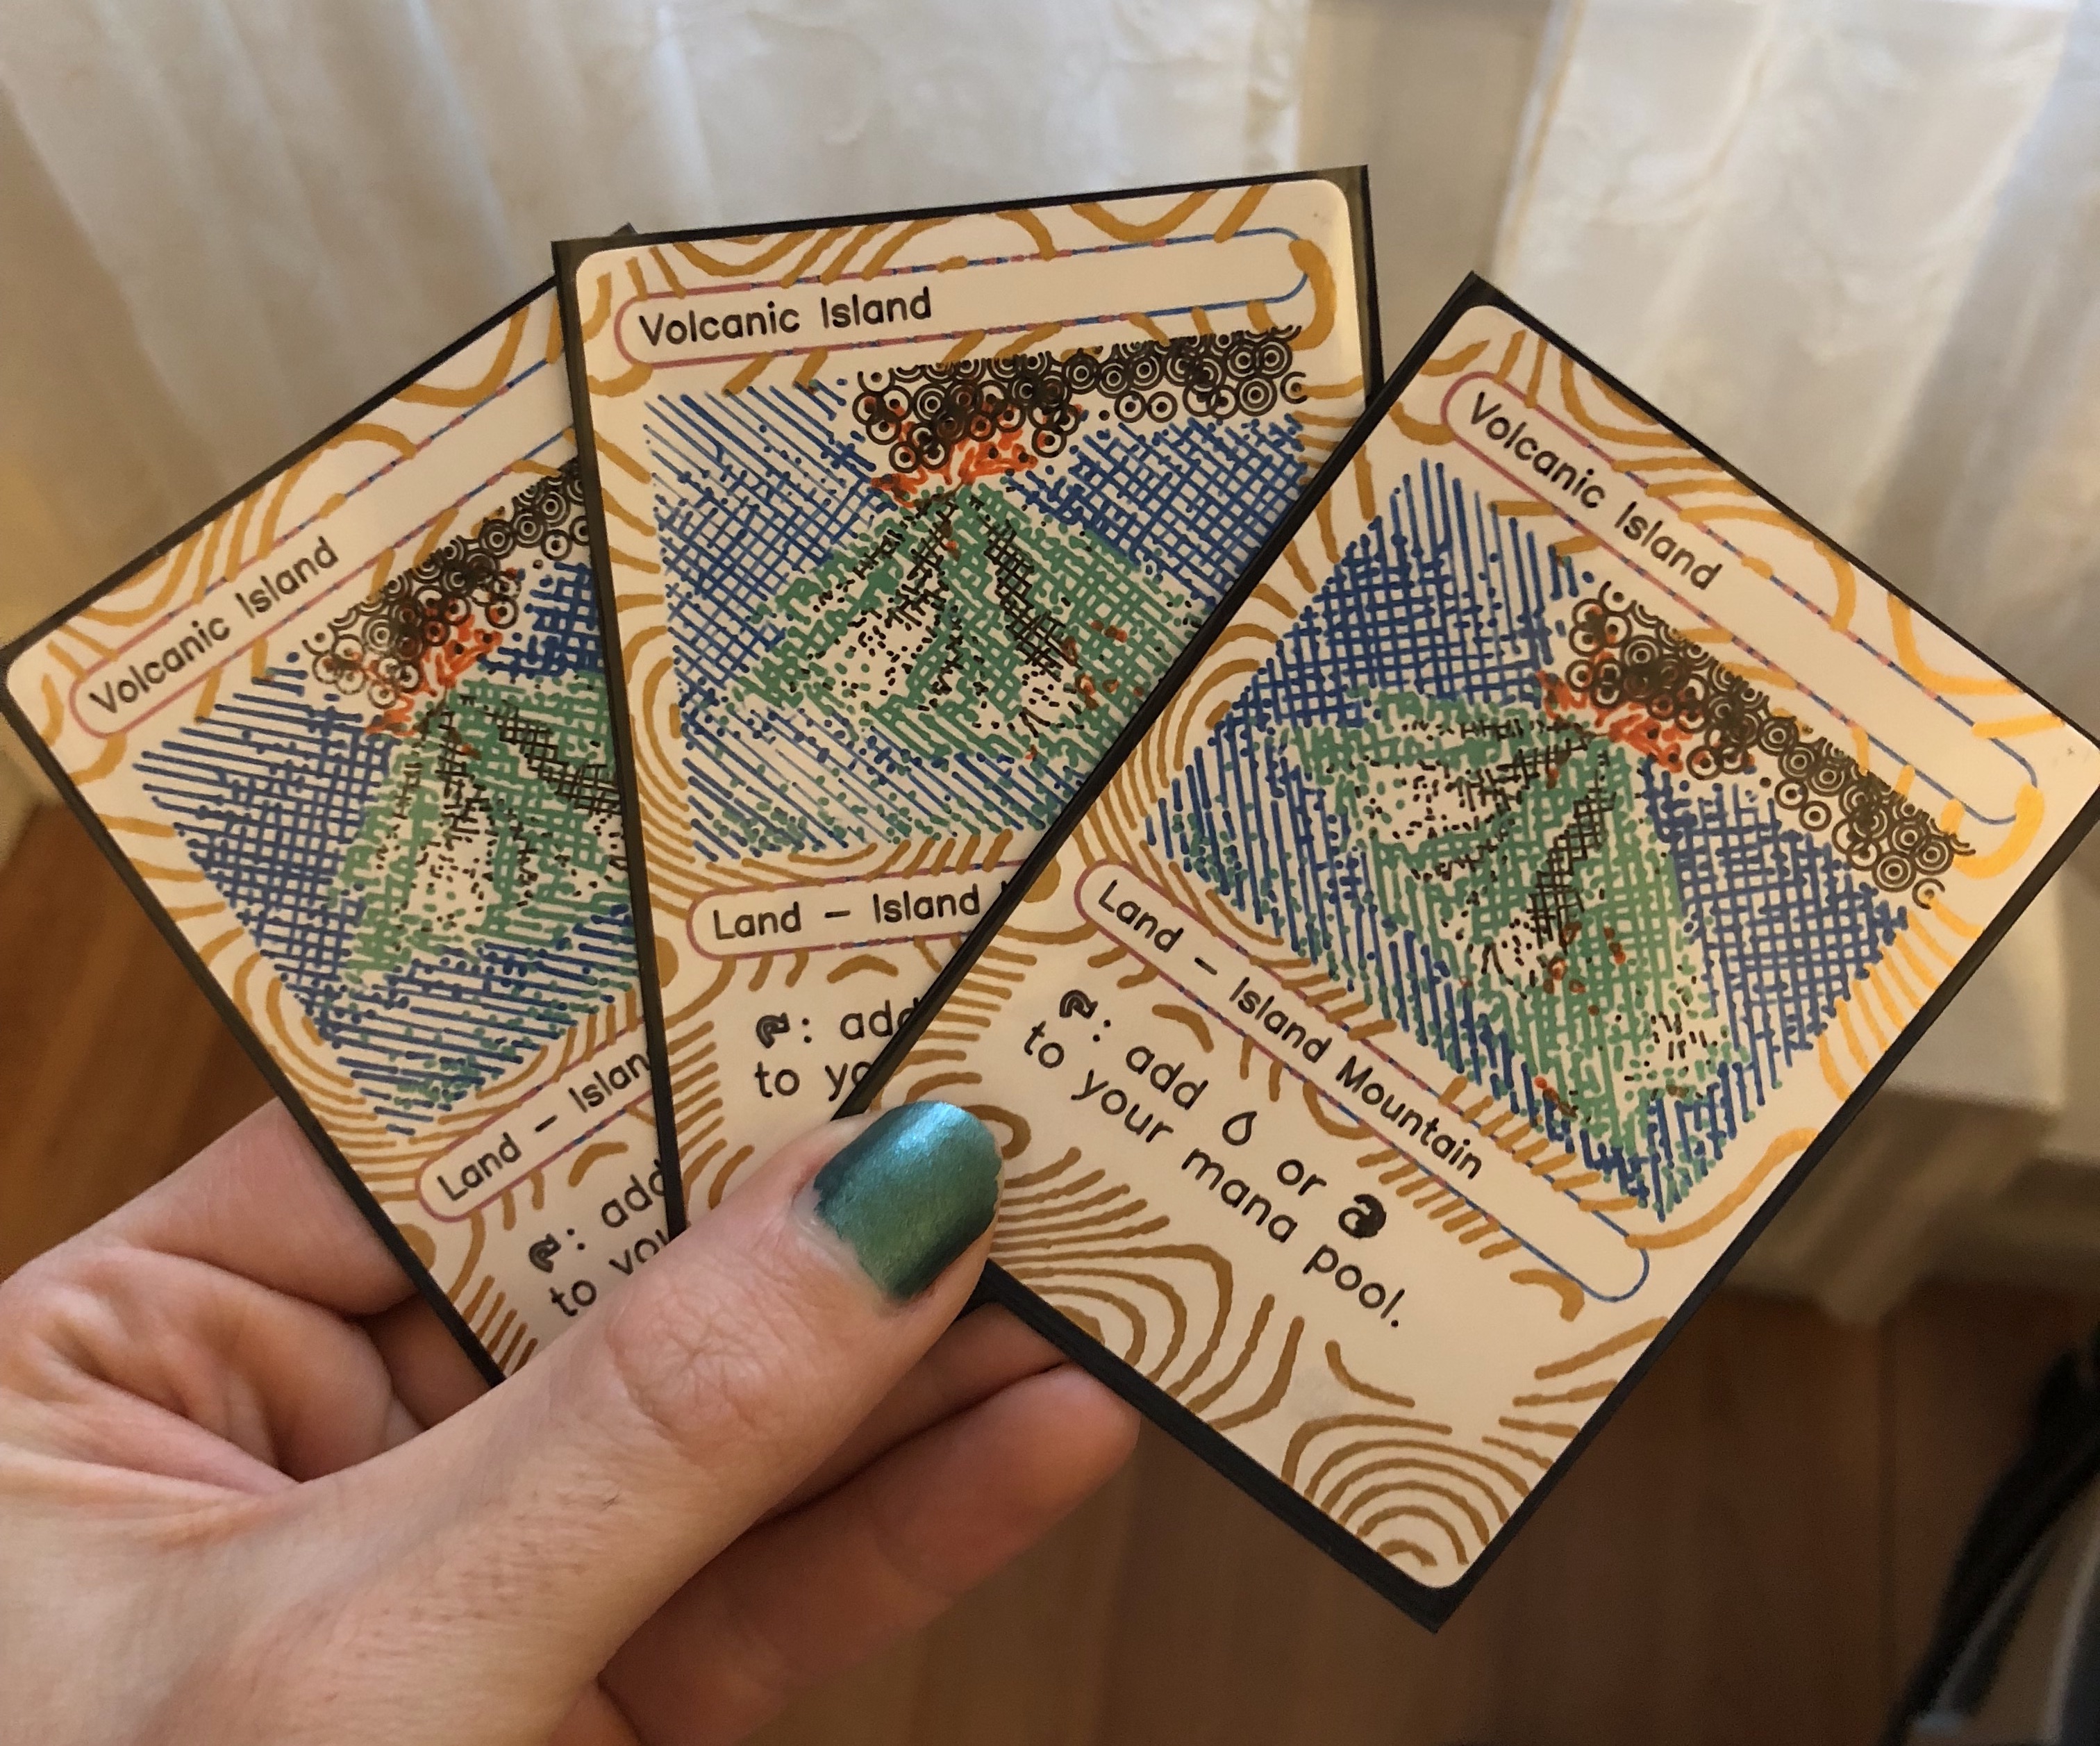 Volcanic Island
Land – Islan
: add
to you
Volcanic Island
Land – Island
: add
to yo
Volcanic Island
Land – Island Mountain
: add or
to your mana pool.